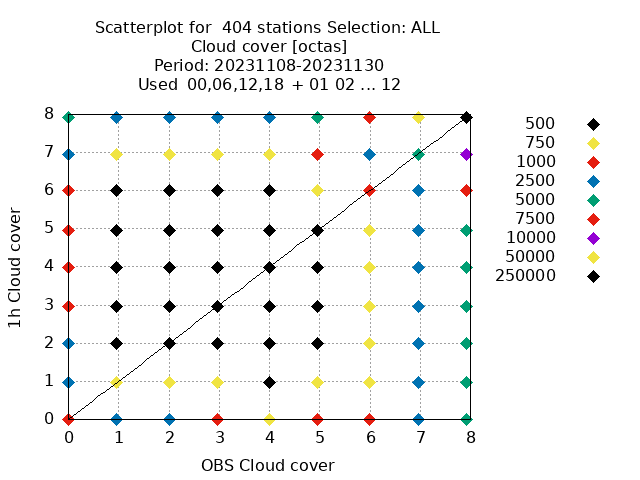 Scatterplot for  404 stations Selection: ALL
Cloud cover [octas]
Period: 20231108-20231130
Used  00,06,12,18  + 01 02 ... 12
8
7
6
5
4
3
2
1
0
1h Cloud cover
0 1 2 3 4 5 6 7 8
OBS Cloud cover
500
750
1000
2500
5000
7500
10000
50000
250000